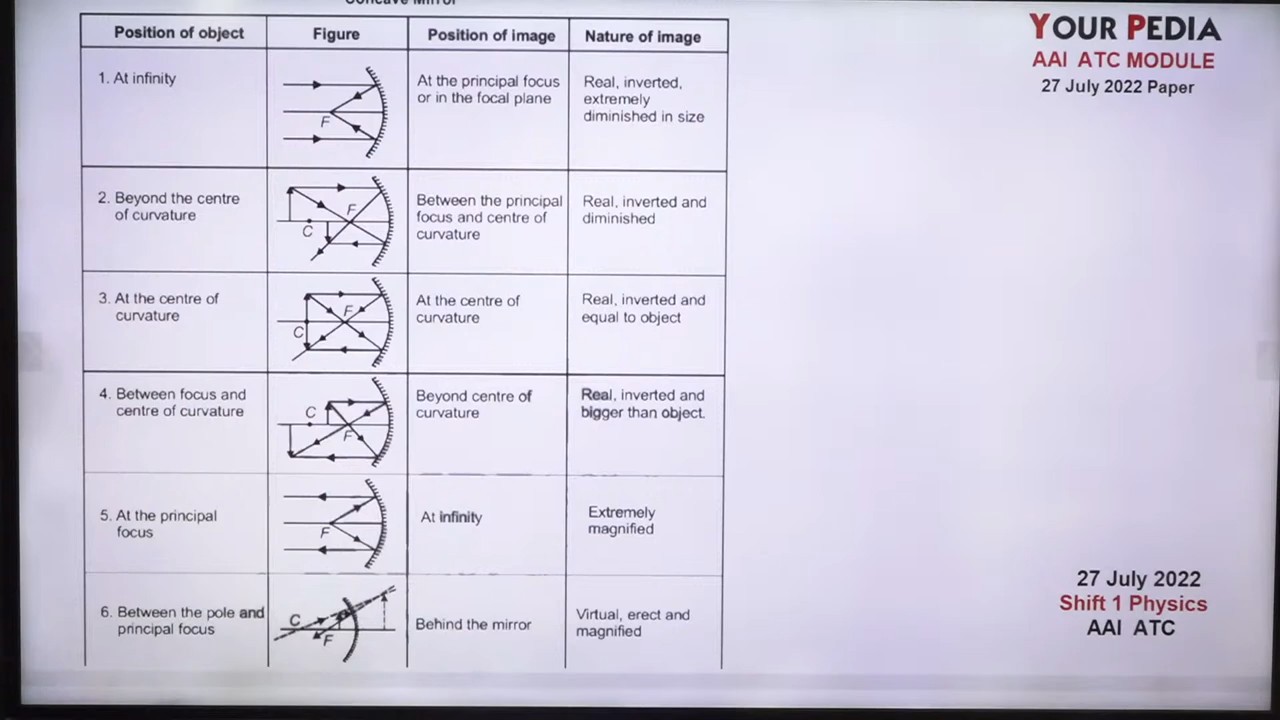 Concave Mirror
Position of object
Figure
Position of image
Nature of image
1. At infinity
F
At the principal focus
or in the focal plane
Real, inverted,
extremely
diminished in size
2. Beyond the centre
of curvature
F
C
Between the principal
focus and centre of
curvature
Real, inverted and
diminished
3. At the centre of
curvature
F
C
At the centre of
curvature
Real, inverted and
equal to object
4. Between focus and
centre of curvature
C
F
Beyond centre of
curvature
Real, inverted and
bigger than object.
5. At the principal
focus
F
At infinity
Extremely
magnified
6. Between the pole and
principal focus
C
F
Behind the mirror
Virtual, erect and
magnified
YOUR PEDIA
AAI ATC MODULE
27 July 2022 Paper
27 July 2022
Shift 1 Physics
AAI ATC